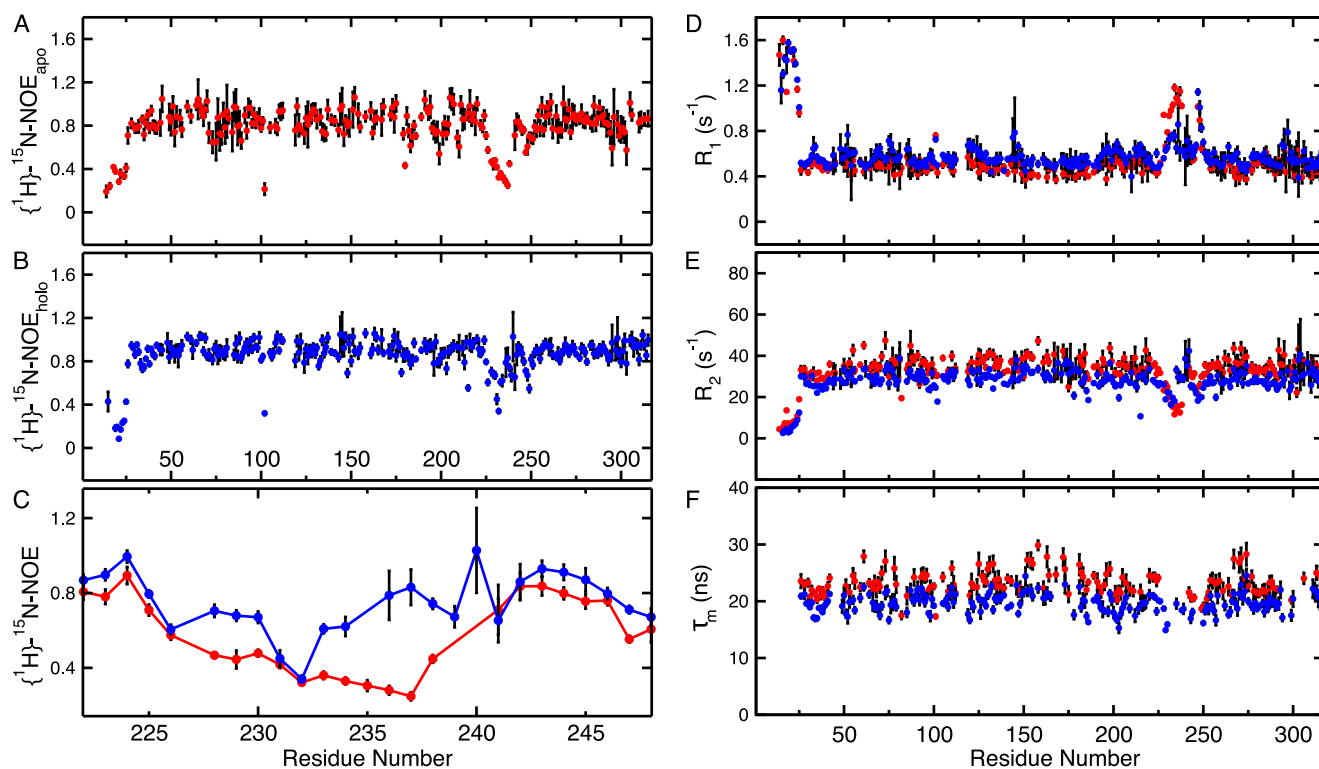 A
{¹H}-¹⁵N-NOE_apo
1.6
1.2
0.8
0.4
0
B
{¹H}-¹⁵N-NOE_holo
1.6
1.2
0.8
0.4
0
50 100 150 200 250 300
C
{¹H}-¹⁵N-NOE
1.2
0.8
0.4
225 230 235 240 245
Residue Number
D
R₁ (s⁻¹)
1.6
1.2
0.8
0.4
0
E
R₂ (s⁻¹)
80
60
40
20
0
F
τ_m (ns)
40
30
20
10
0
50 100 150 200 250 300
Residue Number